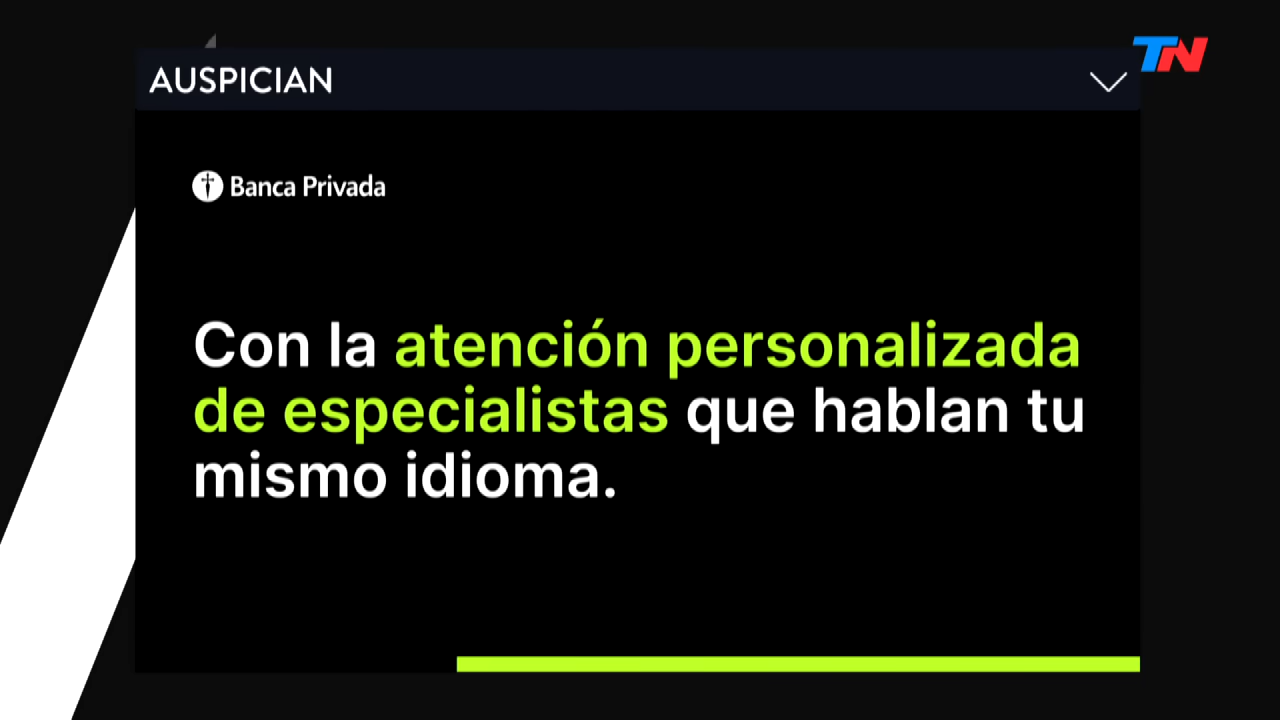 AUSPICIAN
TN
Banca Privada
Con la atención personalizada
de especialistas que hablan tu
mismo idioma.